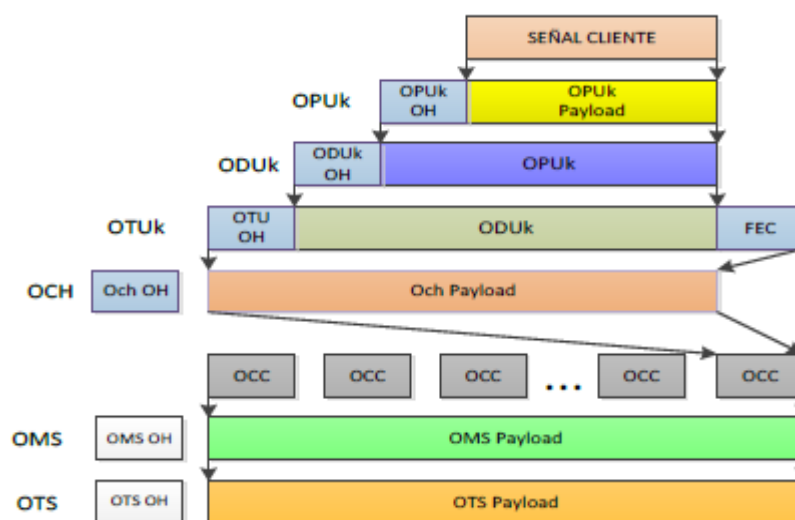 SEÑAL CLIENTE
OPUk
OPUk
OH
OPUk
Payload
ODUk
ODUk
OH
OPUk
OTUk
OTU
OH
ODUk
FEC
OCH
Och OH
Och Payload
OCC
OCC
OCC
...
OCC
OCC
OMS
OMS OH
OMS Payload
OTS
OTS OH
OTS Payload